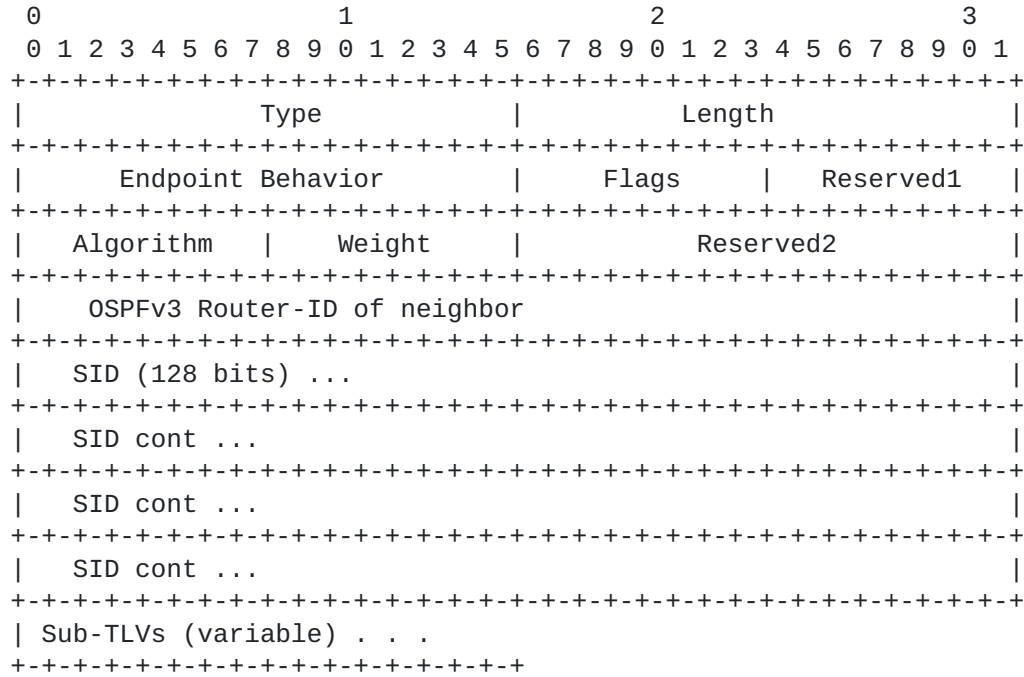 0                   1                   2                   3
 0 1 2 3 4 5 6 7 8 9 0 1 2 3 4 5 6 7 8 9 0 1 2 3 4 5 6 7 8 9 0 1
+-+-+-+-+-+-+-+-+-+-+-+-+-+-+-+-+-+-+-+-+-+-+-+-+-+-+-+-+-+-+-+-+
|               Type            |          Length               |
+-+-+-+-+-+-+-+-+-+-+-+-+-+-+-+-+-+-+-+-+-+-+-+-+-+-+-+-+-+-+-+-+
|      Endpoint Behavior        |     Flags     |   Reserved1   |
+-+-+-+-+-+-+-+-+-+-+-+-+-+-+-+-+-+-+-+-+-+-+-+-+-+-+-+-+-+-+-+-+
|   Algorithm   |    Weight     |           Reserved2           |
+-+-+-+-+-+-+-+-+-+-+-+-+-+-+-+-+-+-+-+-+-+-+-+-+-+-+-+-+-+-+-+-+
|    OSPFv3 Router-ID of neighbor                               |
+-+-+-+-+-+-+-+-+-+-+-+-+-+-+-+-+-+-+-+-+-+-+-+-+-+-+-+-+-+-+-+-+
|   SID (128 bits) ...                                          |
+-+-+-+-+-+-+-+-+-+-+-+-+-+-+-+-+-+-+-+-+-+-+-+-+-+-+-+-+-+-+-+-+
|   SID cont ...                                                |
+-+-+-+-+-+-+-+-+-+-+-+-+-+-+-+-+-+-+-+-+-+-+-+-+-+-+-+-+-+-+-+-+
|   SID cont ...                                                |
+-+-+-+-+-+-+-+-+-+-+-+-+-+-+-+-+-+-+-+-+-+-+-+-+-+-+-+-+-+-+-+-+
|   SID cont ...                                                |
+-+-+-+-+-+-+-+-+-+-+-+-+-+-+-+-+-+-+-+-+-+-+-+-+-+-+-+-+-+-+-+-+
| Sub-TLVs (variable) . . .
+-+-+-+-+-+-+-+-+-+-+-+-+-+-+-+-+